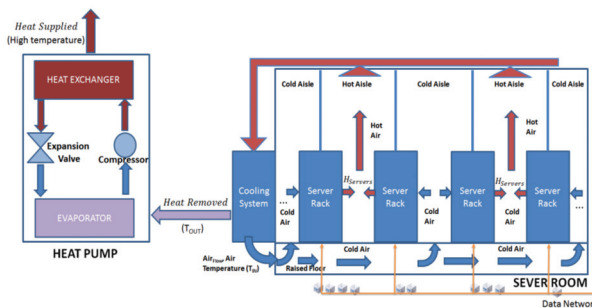 Heat Supplied
(High temperature)
HEAT EXCHANGER
Expansion
Valve
Compressor
EVAPORATOR
HEAT PUMP
Heat Removed
(TOUT)
Cold Aisle
Hot Aisle
Cold Aisle
Hot Aisle
Cold Aisle
Hot
Air
Hot
Air
Cooling
System
...
Cold
Air
Server
Rack
HServers
Server
Rack
Cold
Air
Server
Rack
HServers
Cold
Air
Server
Rack
...
Cold
Air
AirFlow, Air
Temperature (TIN)
Raised Floor
Cold Air
Cold Air
SEVER ROOM
Data Network